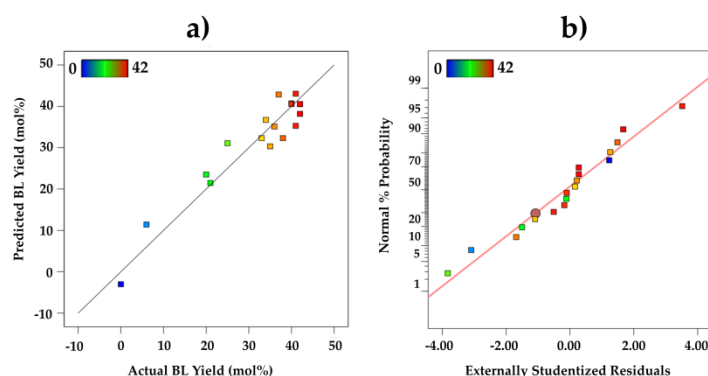 a)
0 42
50
40
30
20
10
0
-10
Predicted BL Yield (mol%)
-10 0 10 20 30 40 50
Actual BL Yield (mol%)
b)
0 42
99
95
90
70
50
20
10
5
1
Normal % Probability
-4.00 -2.00 0.00 2.00 4.00
Externally Studentized Residuals